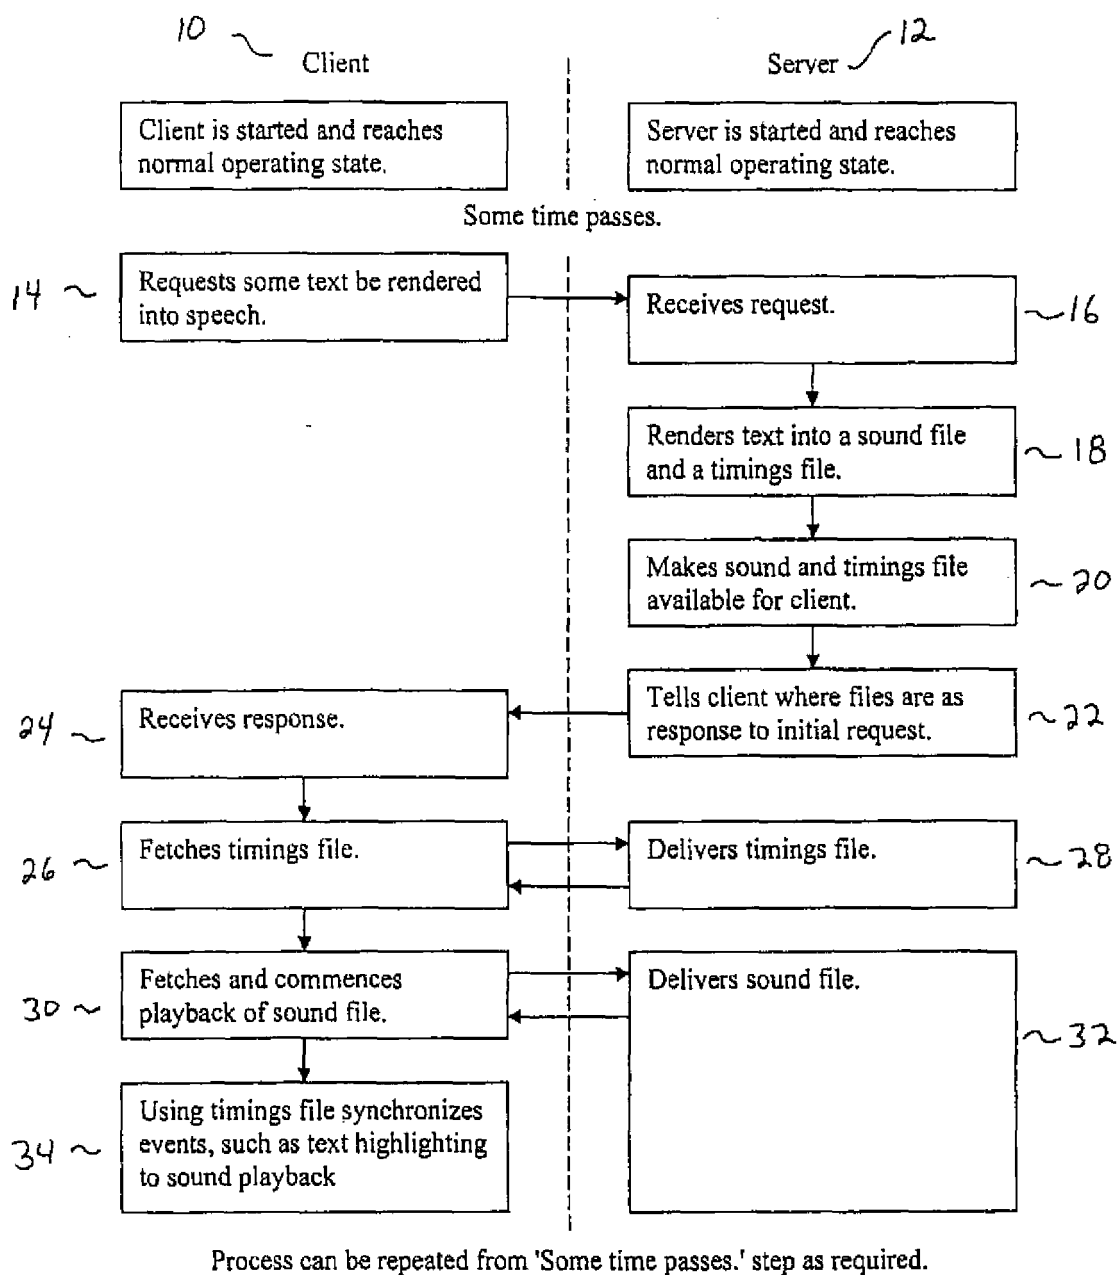 10
12
Client
Server
Client is started and reaches
normal operating state.
Server is started and reaches
normal operating state.
Some time passes.
14
Requests some text be rendered
into speech.
Receives request.
16
Renders text into a sound file
and a timings file.
18
Makes sound and timings file
available for client.
20
24
Receives response.
Tells client where files are as
response to initial request.
22
26
Fetches timings file.
Delivers timings file.
28
30
Fetches and commences
playback of sound file.
Delivers sound file.
32
34
Using timings file synchronizes
events, such as text highlighting
to sound playback
Process can be repeated from 'Some time passes.' step as required.